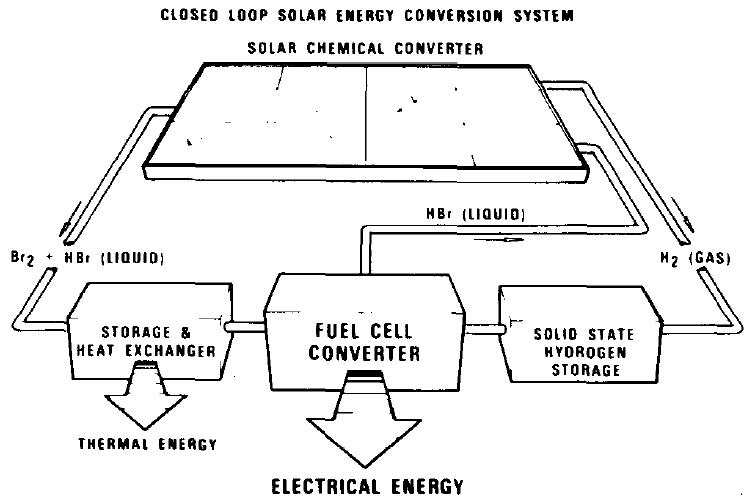 CLOSED LOOP SOLAR ENERGY CONVERSION SYSTEM
SOLAR CHEMICAL CONVERTER
HBr (LIQUID)
Br2 + HBr (LIQUID)
H2 (GAS)
STORAGE &
HEAT EXCHANGER
FUEL CELL
CONVERTER
SOLID STATE
HYDROGEN
STORAGE
THERMAL ENERGY
ELECTRICAL ENERGY